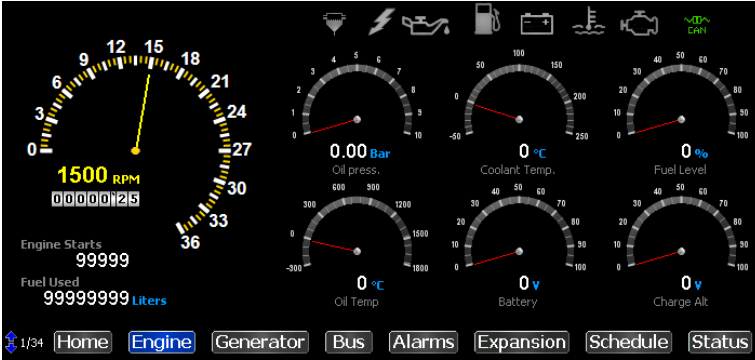 CAN
0 3 6 9 12 15 18 21 24 27 30 33 36
1500 RPM
00000025
Engine Starts
99999
Fuel Used
99999999 Liters
0 1 2 3 4 5 6 7 8 9 10
0.00 Bar
Oil press.
-50 0 50 100 150 200 250
0 °C
Coolant Temp.
0 10 20 30 40 50 60 70 80 90 100
0 %
Fuel Level
-300 0 300 600 900 1200 1500 1800
0 °C
Oil Temp
0 10 20 30 40 50 60 70 80 90 100
0 V
Battery
0 10 20 30 40 50 60 70 80 90 100
0 V
Charge Alt
1/34 Home Engine Generator Bus Alarms Expansion Schedule Status